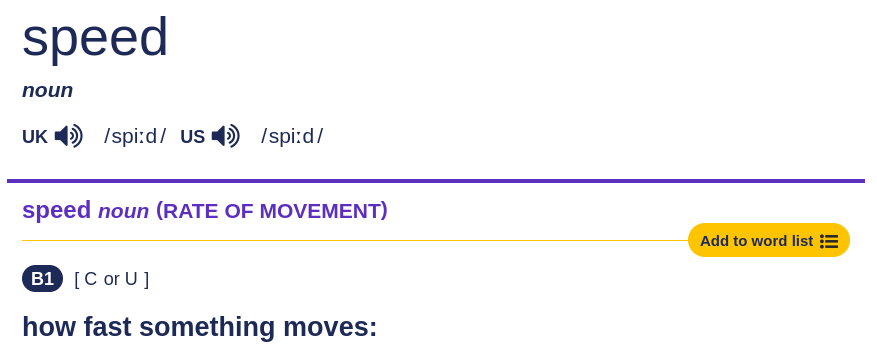 speed
noun
UK /spiːd/ US /spiːd/
speed noun (RATE OF MOVEMENT)
Add to word list
B1 [ C or U ]
how fast something moves: